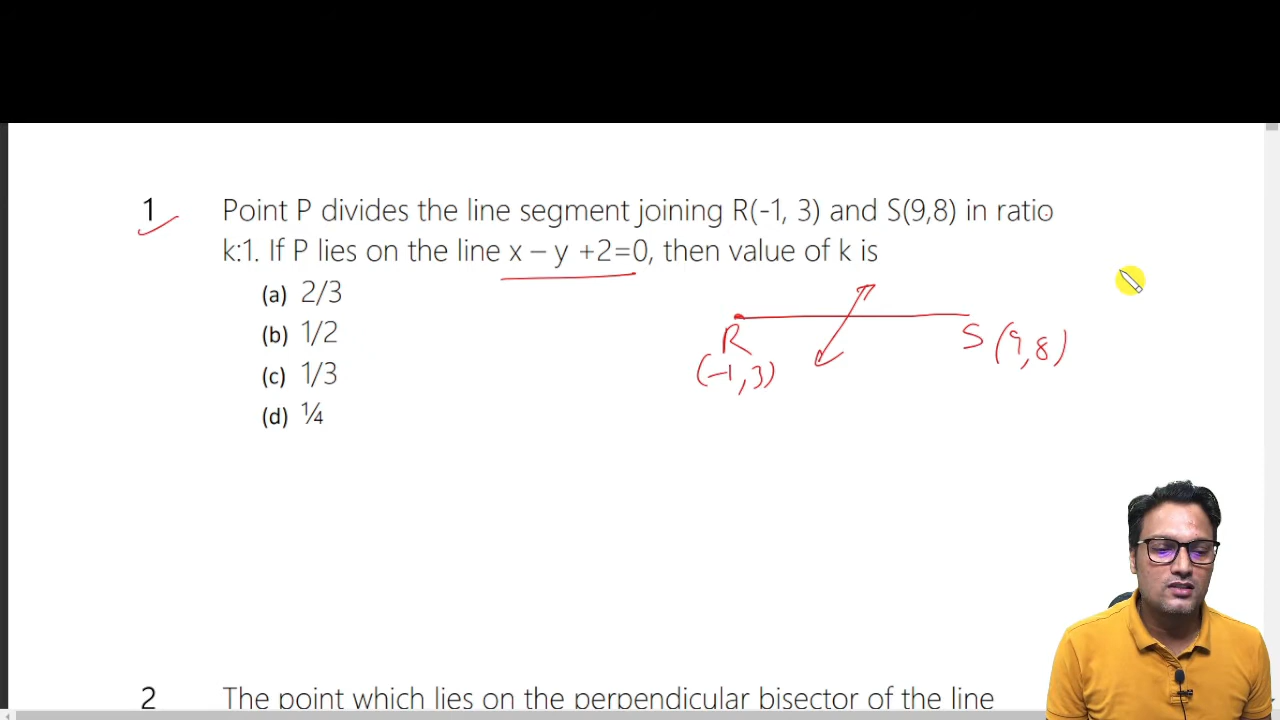 1 Point P divides the line segment joining R(-1, 3) and S(9,8) in ratio
k:1. If P lies on the line x – y +2=0, then value of k is
(a) 2/3
(b) 1/2
(c) 1/3
(d) ¼
R
(-1, 3)
S (9, 8)
2 The point which lies on the perpendicular bisector of the line